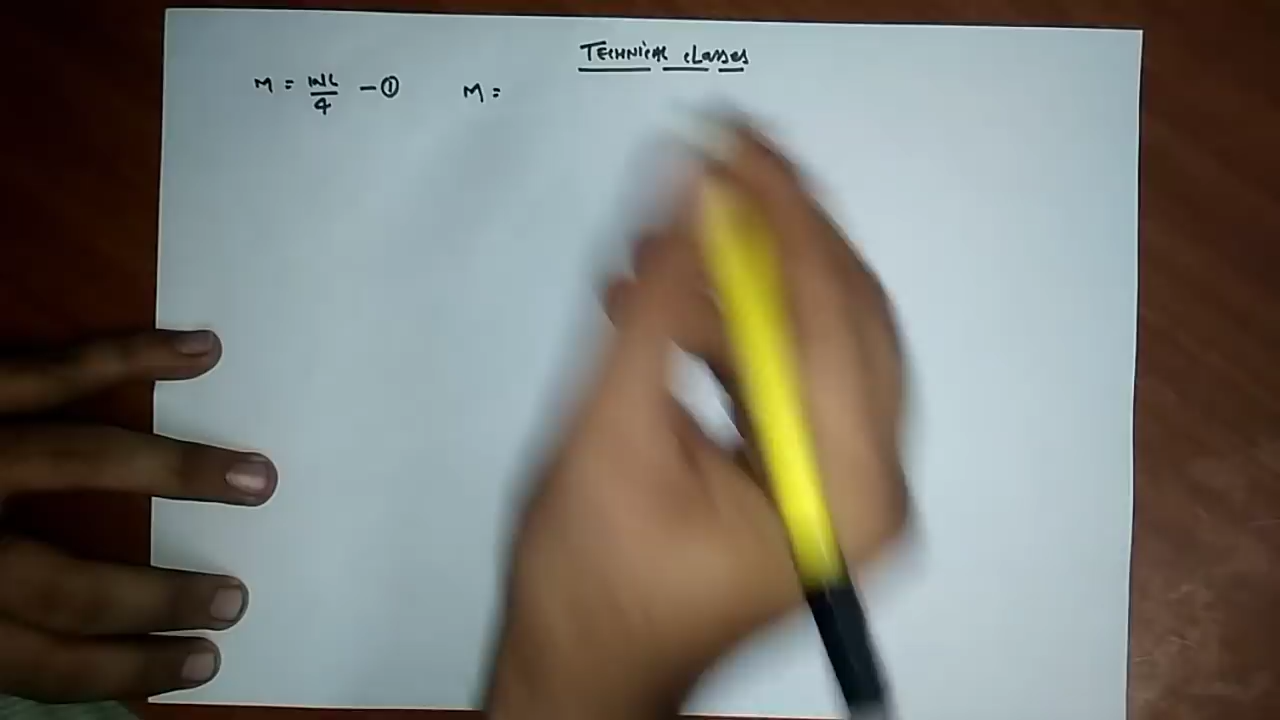 TECHNICAL classes
M = WL/4 - ① M =